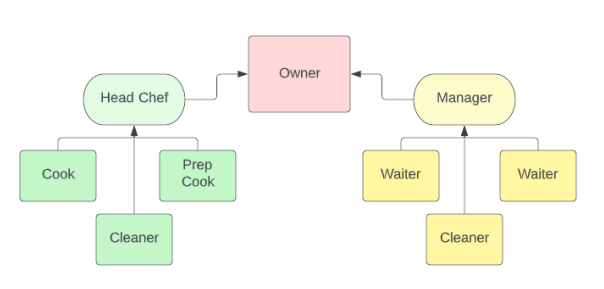 Owner
Head Chef
Manager
Cook
Prep
Cook
Waiter
Waiter
Cleaner
Cleaner